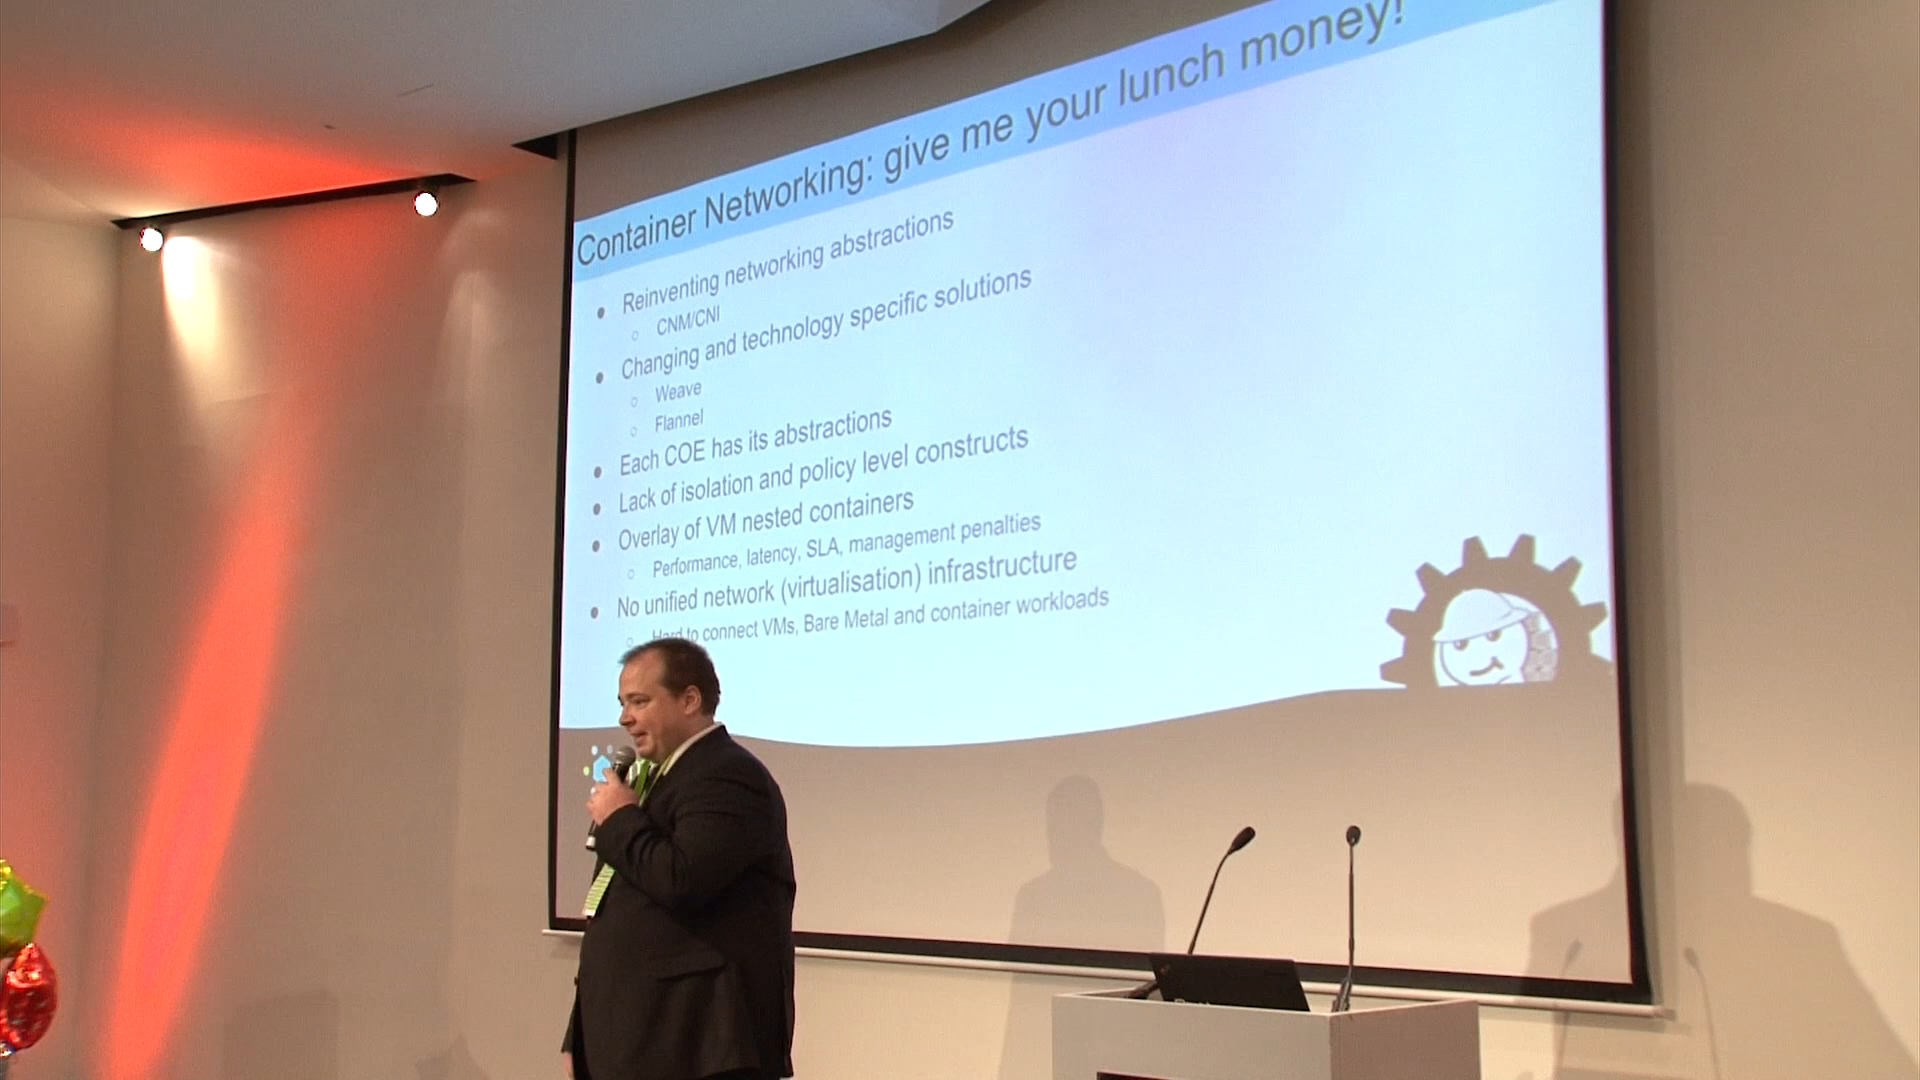 Container Networking: give me your lunch money!
Reinventing networking abstractions
CNM/CNI
Changing and technology specific solutions
Weave
Flannel
Each COE has its abstractions
Lack of isolation and policy level constructs
Overlay of VM nested containers
Performance, latency, SLA, management penalties
No unified network (virtualisation) infrastructure
Hard to connect VMs, Bare Metal and container workloads